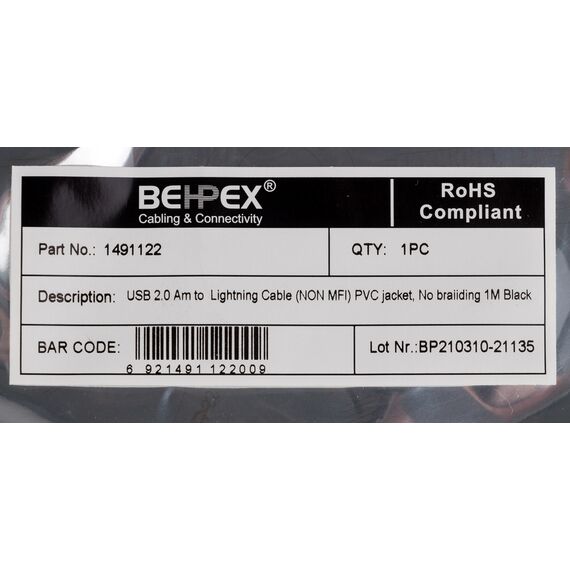 BEHPEX®
Cabling & Connectivity
RoHS
Compliant
Part No.: 1491122
QTY: 1PC
Description: USB 2.0 Am to Lightning Cable (NON MFI) PVC jacket, No braiiding 1M Black
BAR CODE:
6 921491 122009
Lot Nr.:BP210310-21135